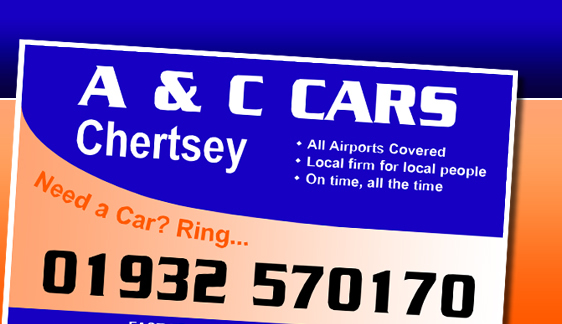 A & C CARS
Chertsey
• All Airports Covered
• Local firm for local people
• On time, all the time
Need a Car? Ring...
01932 570170